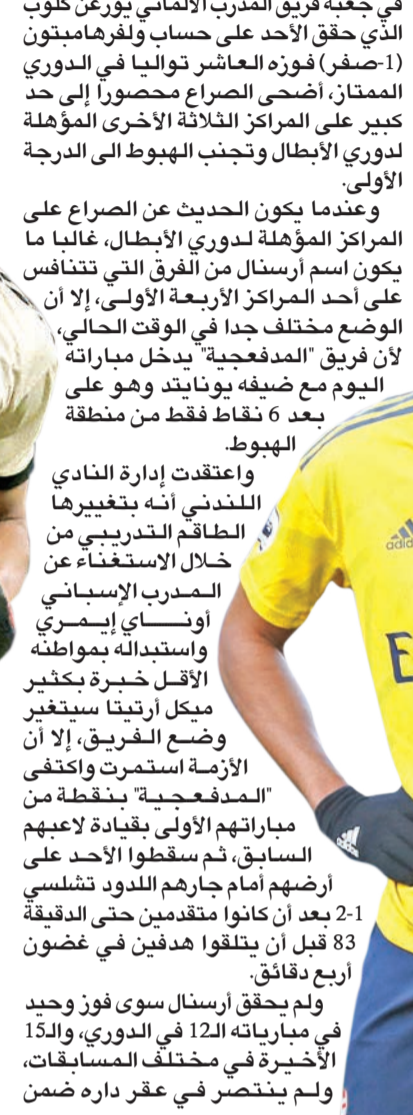 في جعبة فريق المدرب الألماني يورغن كلوب
الذي حقق الأحد على حساب ولفرهامبتون
(1-صفر) فوزه العاشر تواليا في الدوري
الممتاز، أضحى الصراع محصورا إلى حد
كبير على المراكز الثلاثة الأخرى المؤهلة
لدوري الأبطال وتجنب الهبوط الى الدرجة
الأولى.
وعندما يكون الحديث عن الصراع على
المراكز المؤهلة لدوري الأبطال، غالبا ما
يكون اسم أرسنال من الفرق التي تتنافس
على أحد المراكز الأربعة الأولى، إلا أن
الوضع مختلف جدا في الوقت الحالي،
لأن فريق "المدفعجية" يدخل مباراته
اليوم مع ضيفه يونايتد وهو على
بعد 6 نقاط فقط من منطقة
الهبوط.
واعتقدت إدارة النادي
اللندني أنه بتغييرها
الطاقم التدريبي من
خلال الاستغناء عن
المدرب الإسباني
أوناي إيمري
واستبداله بمواطنه
الأقل خبرة بكثير
ميكل أرتيتا سيتغير
وضع الفريق، إلا أن
الأزمة استمرت واكتفى
"المدفعجية" بنقطة من
مباراتهم الأولى بقيادة لاعبهم
السابق، ثم سقطوا الأحد على
أرضهم أمام جارهم اللدود تشلسي
1-2 بعد أن كانوا متقدمين حتى الدقيقة
83 قبل أن يتلقوا هدفين في غضون
أربع دقائق.
ولم يحقق أرسنال سوى فوز وحيد
في مبارياته الـ12 في الدوري، والـ15
الأخيرة في مختلف المسابقات،
ولم ينتصر في عقر داره ضمن
adidas